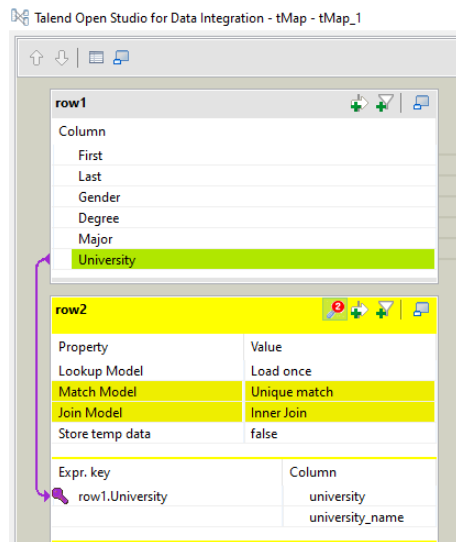 Talend Open Studio for Data Integration - tMap - tMap_1
row1
Column
First
Last
Gender
Degree
Major
University
row2
2
Property Value
Lookup Model Load once
Match Model Unique match
Join Model Inner Join
Store temp data false
Expr. key Column
row1.University university
university_name